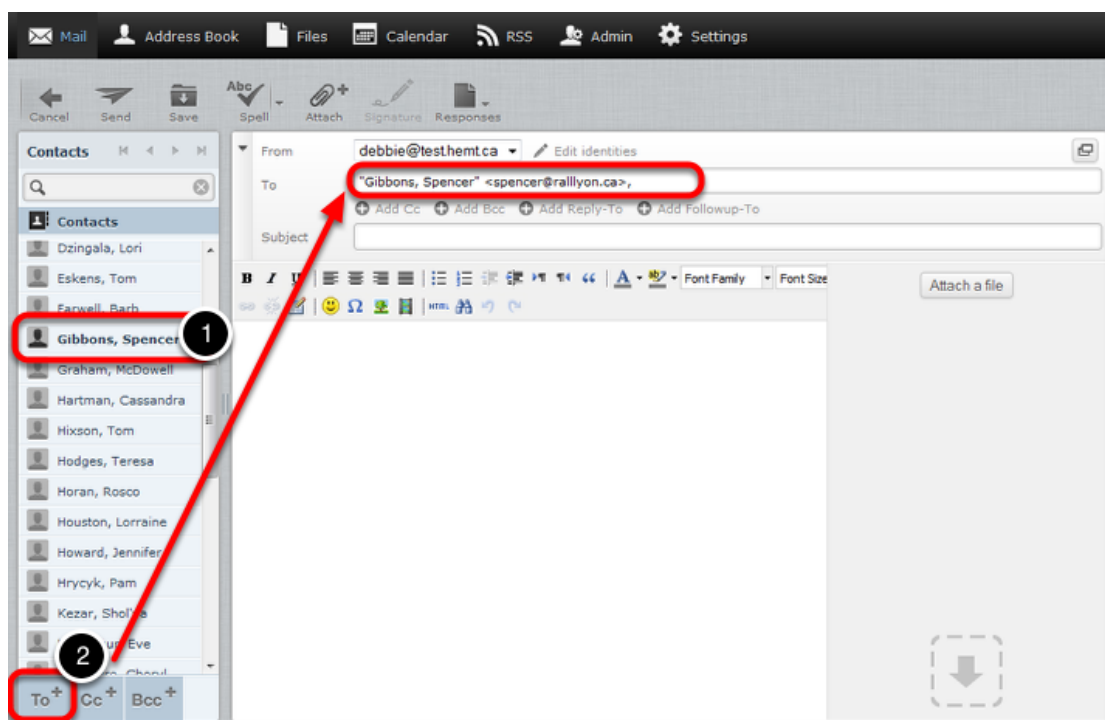 Mail Address Book Files Calendar RSS Admin Settings
Cancel Send Save Abc Spell Attach Signature Responses
Contacts
From debbie@test.hemt.ca Edit identities
To "Gibbons, Spencer" <spencer@ralllyon.ca>,
Add Cc Add Bcc Add Reply-To Add Followup-To
Subject
Contacts
Dzingala, Lori
Eskens, Tom
Farwell, Barb
Gibbons, Spencer 1
Graham, McDowell
Hartman, Cassandra
Hixson, Tom
Hodges, Teresa
Horan, Rosco
Houston, Lorraine
Howard, Jennifer
Hrycyk, Pam
Kezar,
Eve
2
Cheryl
To+ Cc+ Bcc+
B I U A Font Family Font Size
HTML
Attach a file